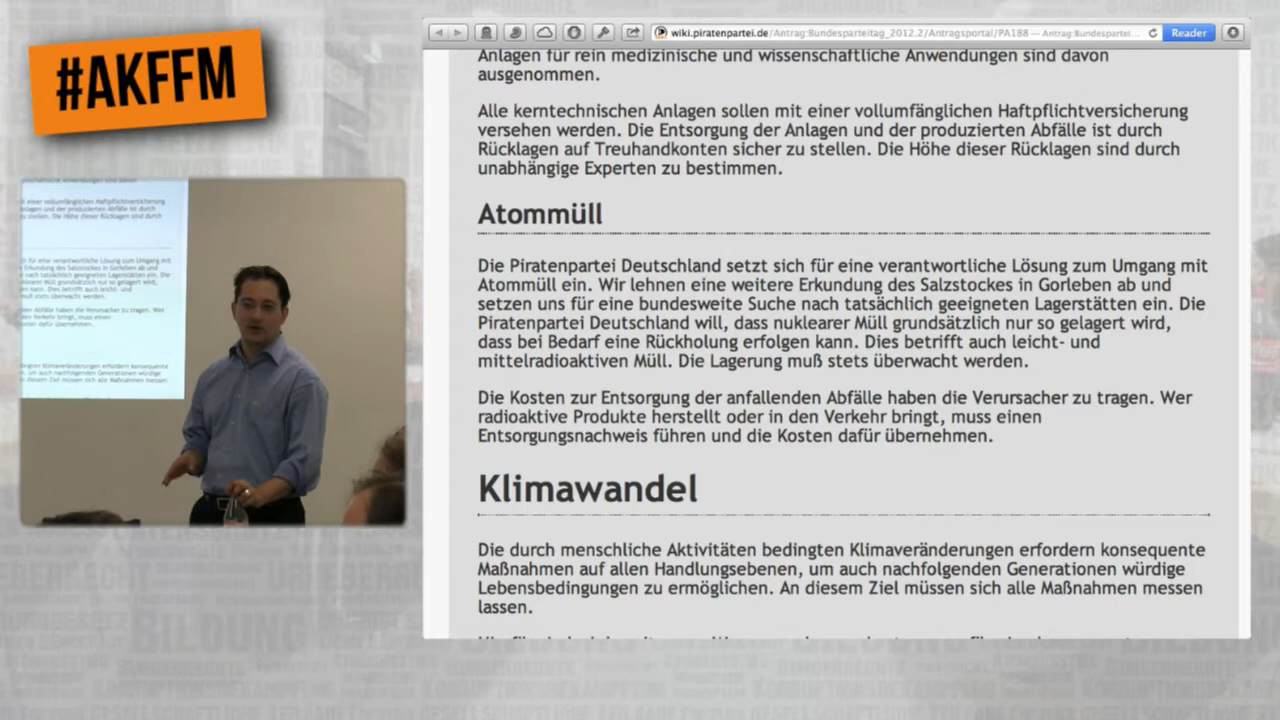 #AKFFM
wiki.piratenpartei.de/Antrag:Bundesparteitag_2012.2/Antragsportal/PA188 — Antrag:Bundespartei...
Reader
Anlagen für rein medizinische und wissenschaftliche Anwendungen sind davon
ausgenommen.
Alle kerntechnischen Anlagen sollen mit einer vollumfänglichen Haftpflichtversicherung
versehen werden. Die Entsorgung der Anlagen und der produzierten Abfälle ist durch
Rücklagen auf Treuhandkonten sicher zu stellen. Die Höhe dieser Rücklagen sind durch
unabhängige Experten zu bestimmen.
Atommüll
Die Piratenpartei Deutschland setzt sich für eine verantwortliche Lösung zum Umgang mit
Atommüll ein. Wir lehnen eine weitere Erkundung des Salzstockes in Gorleben ab und
setzen uns für eine bundesweite Suche nach tatsächlich geeigneten Lagerstätten ein. Die
Piratenpartei Deutschland will, dass nuklearer Müll grundsätzlich nur so gelagert wird,
dass bei Bedarf eine Rückholung erfolgen kann. Dies betrifft auch leicht- und
mittelradioaktiven Müll. Die Lagerung muß stets überwacht werden.
Die Kosten zur Entsorgung der anfallenden Abfälle haben die Verursacher zu tragen. Wer
radioaktive Produkte herstellt oder in den Verkehr bringt, muss einen
Entsorgungsnachweis führen und die Kosten dafür übernehmen.
Klimawandel
Die durch menschliche Aktivitäten bedingten Klimaveränderungen erfordern konsequente
Maßnahmen auf allen Handlungsebenen, um auch nachfolgenden Generationen würdige
Lebensbedingungen zu ermöglichen. An diesem Ziel müssen sich alle Maßnahmen messen
lassen.
BILDUNG